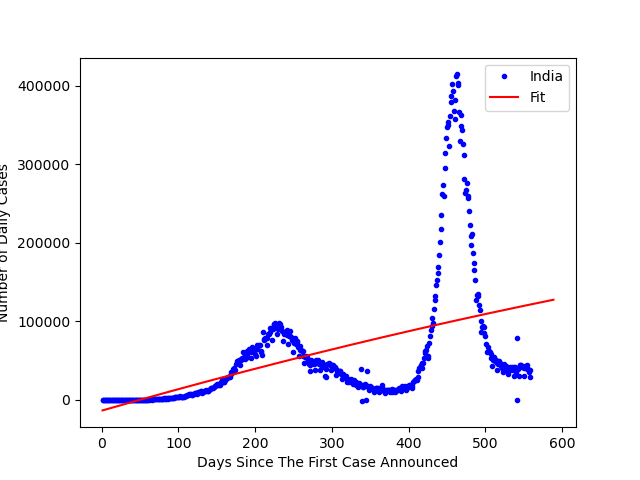 India
Fit
400000
300000
200000
100000
0
Number of Daily Cases
0 100 200 300 400 500 600
Days Since The First Case Announced